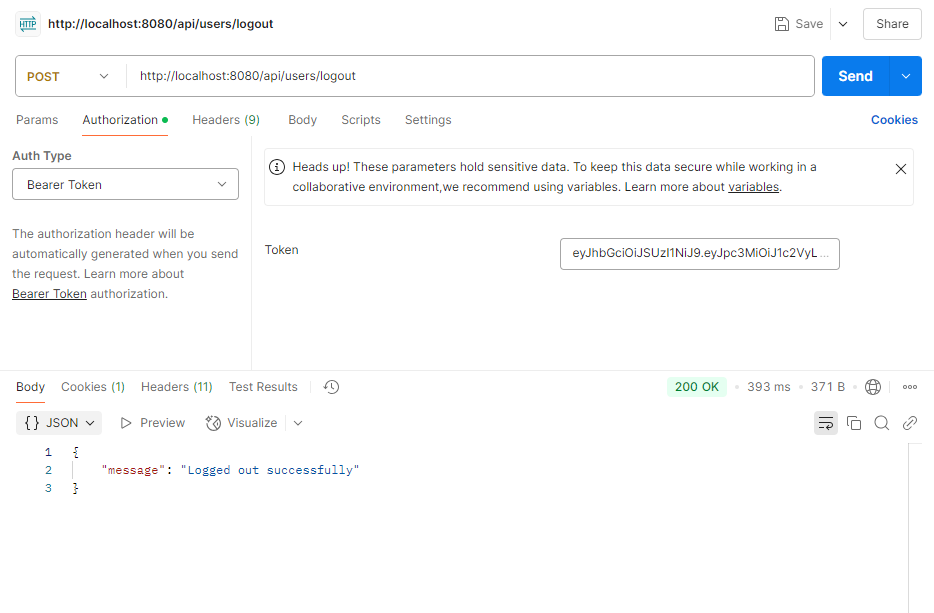 HTTP http://localhost:8080/api/users/logout Save Share
POST http://localhost:8080/api/users/logout Send
Params Authorization Headers (9) Body Scripts Settings Cookies
Auth Type
Bearer Token
The authorization header will be
automatically generated when you send
the request. Learn more about
Bearer Token authorization.
Heads up! These parameters hold sensitive data. To keep this data secure while working in a
collaborative environment,we recommend using variables. Learn more about variables.
Token eyJhbGciOiJSUzI1NiJ9.eyJpc3MiOiJ1c2VyL ...
Body Cookies (1) Headers (11) Test Results 200 OK 393 ms 371 B
{} JSON Preview Visualize
1 {
2 "message": "Logged out successfully"
3 }